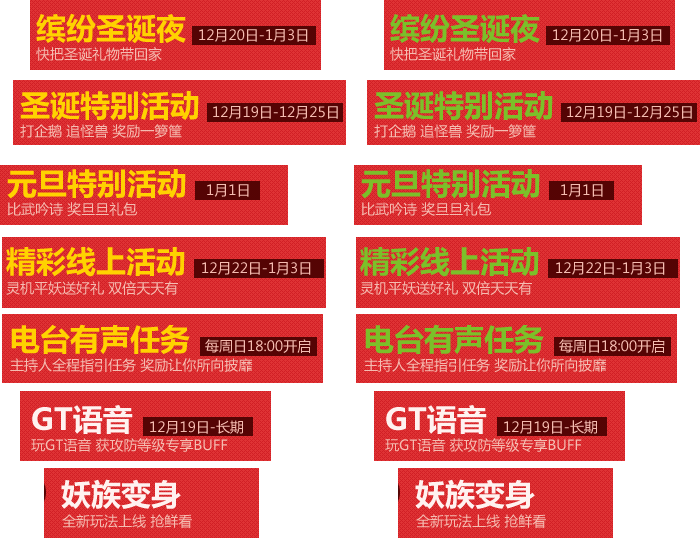 缤纷圣诞夜 12月20日-1月3日
快把圣诞礼物带回家
缤纷圣诞夜 12月20日-1月3日
快把圣诞礼物带回家
圣诞特别活动 12月19日-12月25日
打企鹅 追怪兽 奖励一箩筐
圣诞特别活动 12月19日-12月25日
打企鹅 追怪兽 奖励一箩筐
元旦特别活动 1月1日
比武吟诗 奖旦旦礼包
元旦特别活动 1月1日
比武吟诗 奖旦旦礼包
精彩线上活动 12月22日-1月3日
灵机平妖送好礼 双倍天天有
精彩线上活动 12月22日-1月3日
灵机平妖送好礼 双倍天天有
电台有声任务 每周日18:00开启
主持人全程指引任务 奖励让你所向披靡
电台有声任务 每周日18:00开启
主持人全程指引任务 奖励让你所向披靡
GT语音 12月19日-长期
玩GT语音 获攻防等级专享BUFF
GT语音 12月19日-长期
玩GT语音 获攻防等级专享BUFF
妖族变身
全新玩法上线 抢鲜看
妖族变身
全新玩法上线 抢鲜看